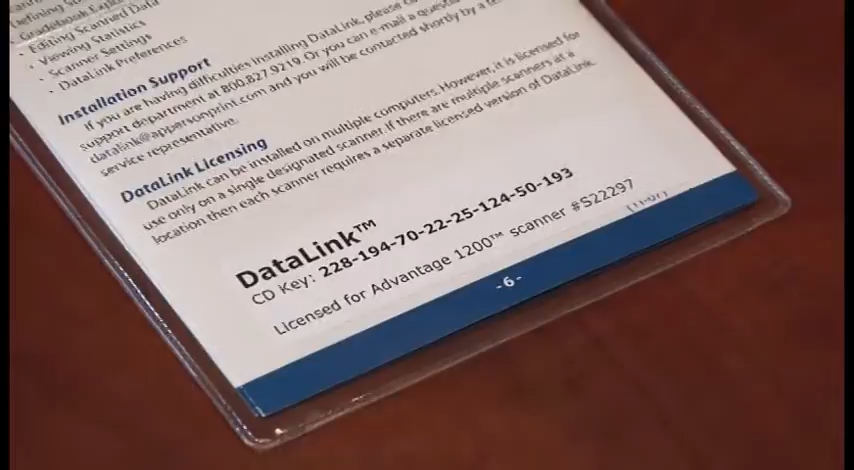 Defining St
Gradebook Exp
• Editing Scanned Data
• Viewing Statistics
• Scanner Settings
• DataLink Preferences
Installation Support
If you are having difficulties installing DataLink, please
support department at 800.827.9219. Or you can e-mail a
datalink@appersonprint.com and you will be contacted shortly by a
service representative.
DataLink Licensing
DataLink can be installed on multiple computers. However, it is licensed for
use only on a single designated scanner. If there are multiple scanners at a
location then each scanner requires a separate licensed version of DataLink.
DataLink™
CD Key: 228-194-70-22-25-124-50-193
Licensed for Advantage 1200™ scanner #S22297
-6-